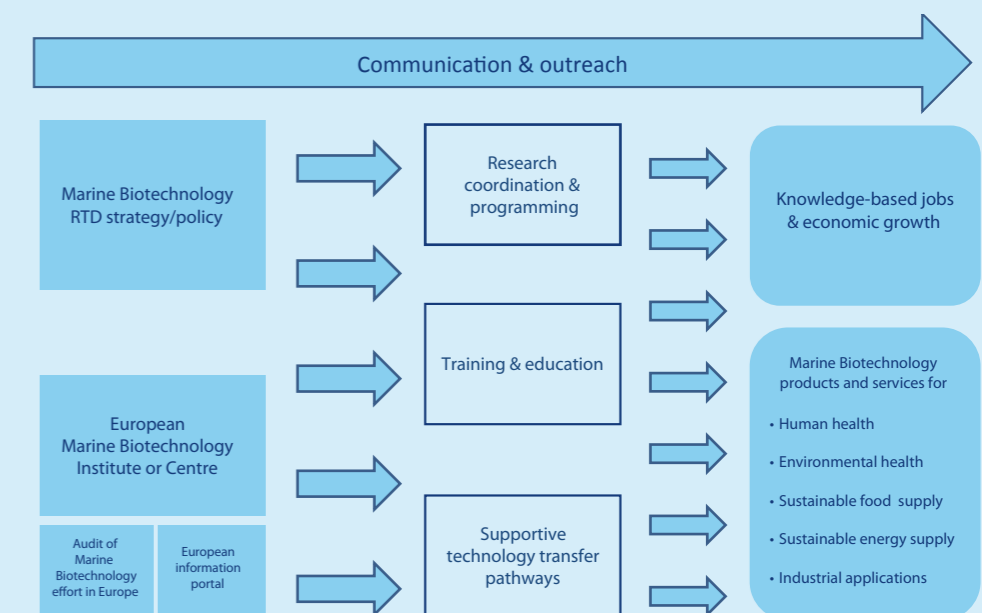 Communication & outreach
Marine Biotechnology
RTD strategy/policy
European
Marine Biotechnology
Institute or Centre
Audit of
Marine
Biotechnology
effort in Europe
European
information
portal
Research
coordination &
programming
Training & education
Supportive
technology transfer
pathways
Knowledge-based jobs
& economic growth
Marine Biotechnology
products and services for
• Human health
• Environmental health
• Sustainable food supply
• Sustainable energy supply
• Industrial applications